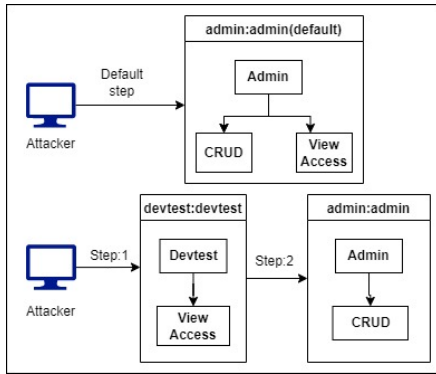 admin:admin(default)
Default
step
Admin
Attacker
CRUD
View
Access
devtest:devtest
admin:admin
Step:1
Devtest
Step:2
Admin
View
Access
CRUD
Attacker